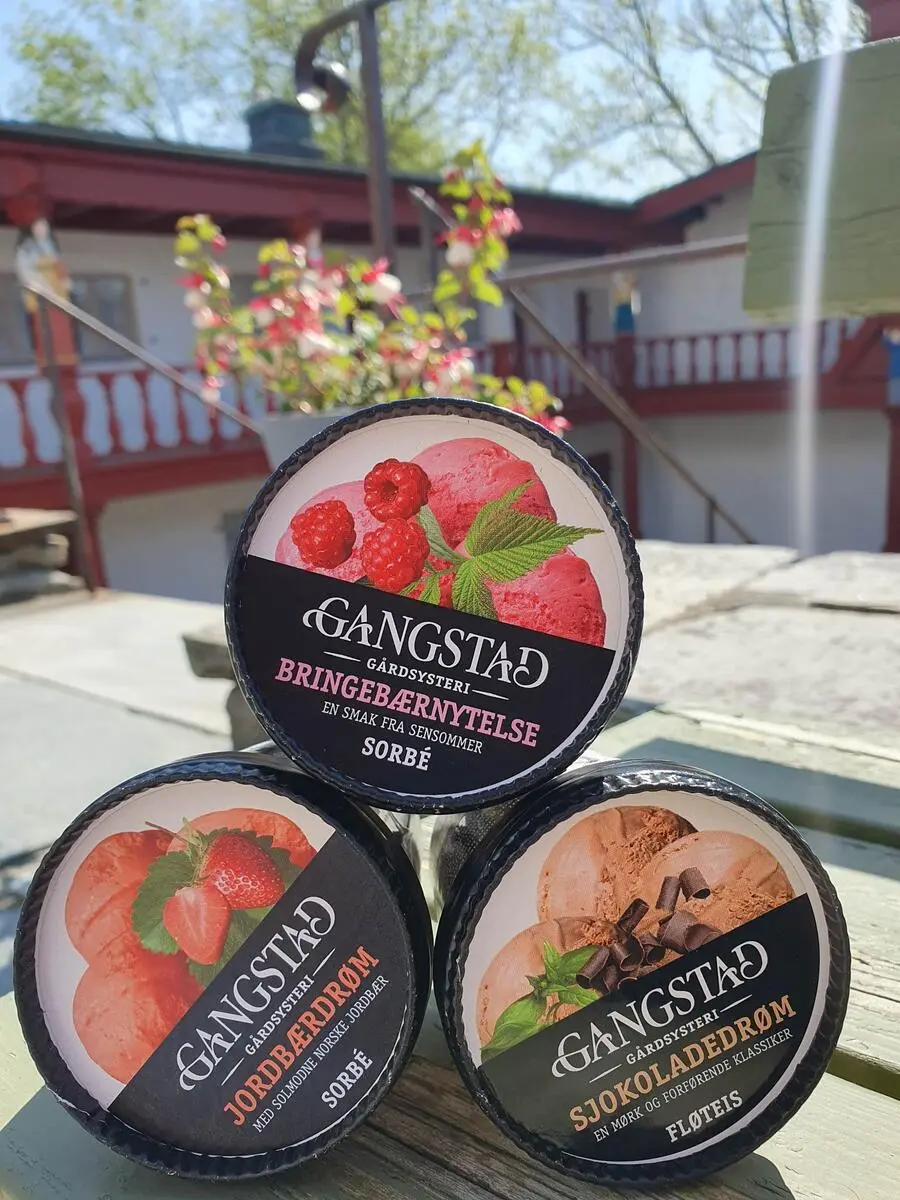 GANGSTAD
GÅRDSYSTERI
BRINGEBÆRNYTELSE
EN SMAK FRA SENSOMMER
SORBÉ
GANGSTAD
GÅRDSYSTERI
JORDBÆRDRØM
MED SOLMODNE NORSKE JORDBÆR
SORBÉ
GANGSTAD
GÅRDSYSTERI
SJOKOLADEDRØM
EN MØRK OG FORFØRENDE KLASSIKER
FLØTEIS